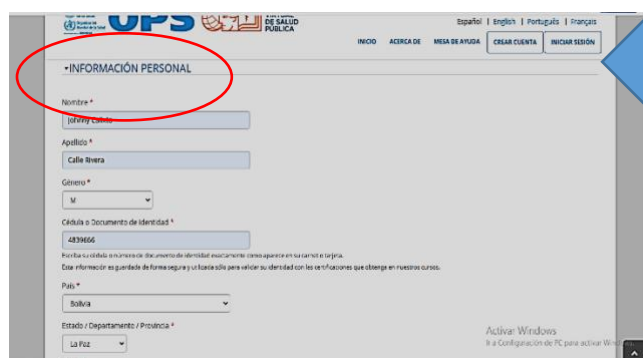 OPS
DE SALUD
PÚBLICA
Español | English | Português | Français
INICIO ACERCA DE MESA DE AYUDA CREAR CUENTA INICIAR SESIÓN
INFORMACIÓN PERSONAL
Nombre *
Johnny
Apellido *
Calle Rivera
Género *
M
Cédula o Documento de Identidad *
4839666
Escriba su cédula o número de documento de identidad exactamente como aparece en su carnet o tarjeta.
Esta información es guardada de forma segura y utilizada sólo para validar su identidad con las certificaciones que obtenga en nuestros cursos.
País *
Bolivia
Estado / Departamento / Provincia *
La Paz
Activar Windows
Ir a Configuración de PC para activar